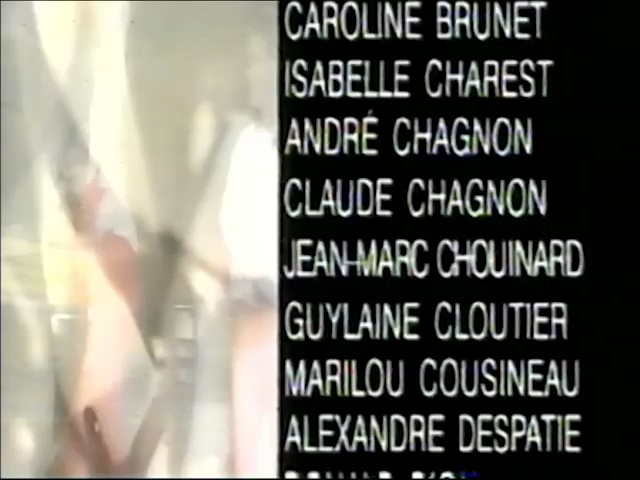 CAROLINE BRUNET
ISABELLE CHAREST
ANDRÉ CHAGNON
CLAUDE CHAGNON
JEAN-MARC CHOUINARD
GUYLAINE CLOUTIER
MARILOU COUSINEAU
ALEXANDRE DESPATIE